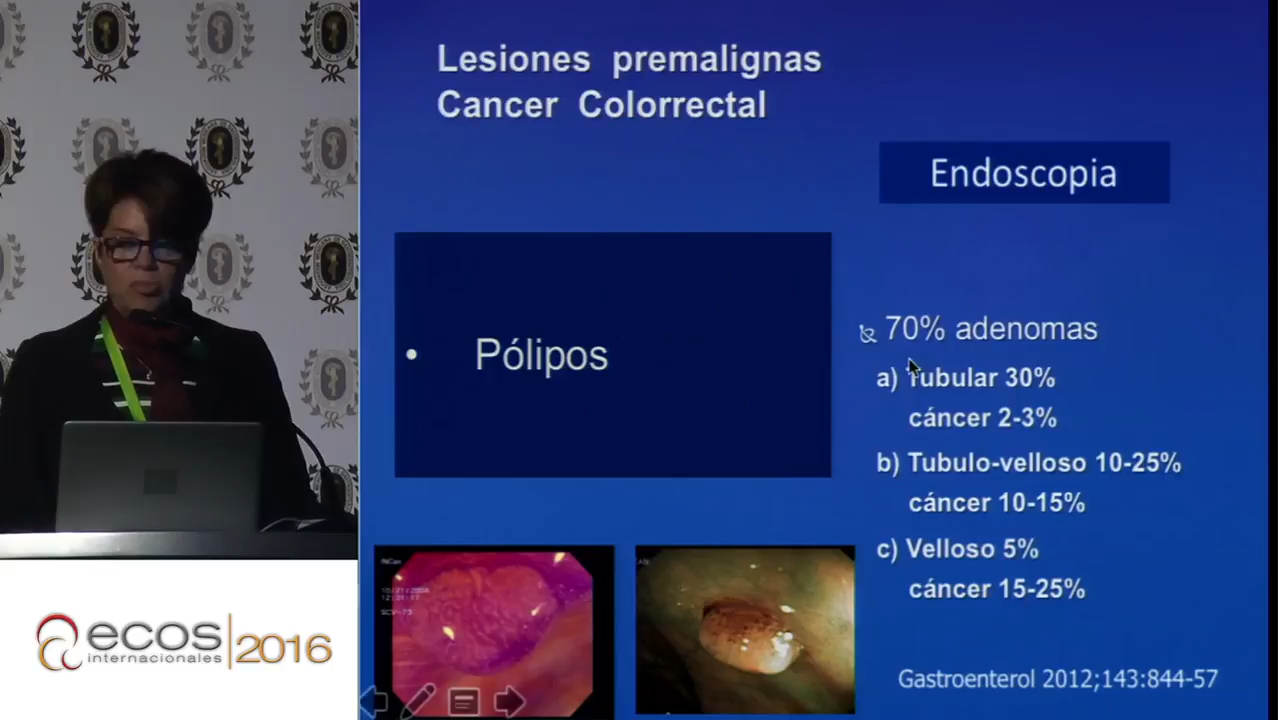 Lesiones premalignas
Cancer Colorrectal
Endoscopia
• Pólipos
70% adenomas
a) Tubular 30%
cáncer 2-3%
b) Tubulo-velloso 10-25%
cáncer 10-15%
c) Velloso 5%
cáncer 15-25%
Gastroenterol 2012;143:844-57
ecos
internacionales
2016